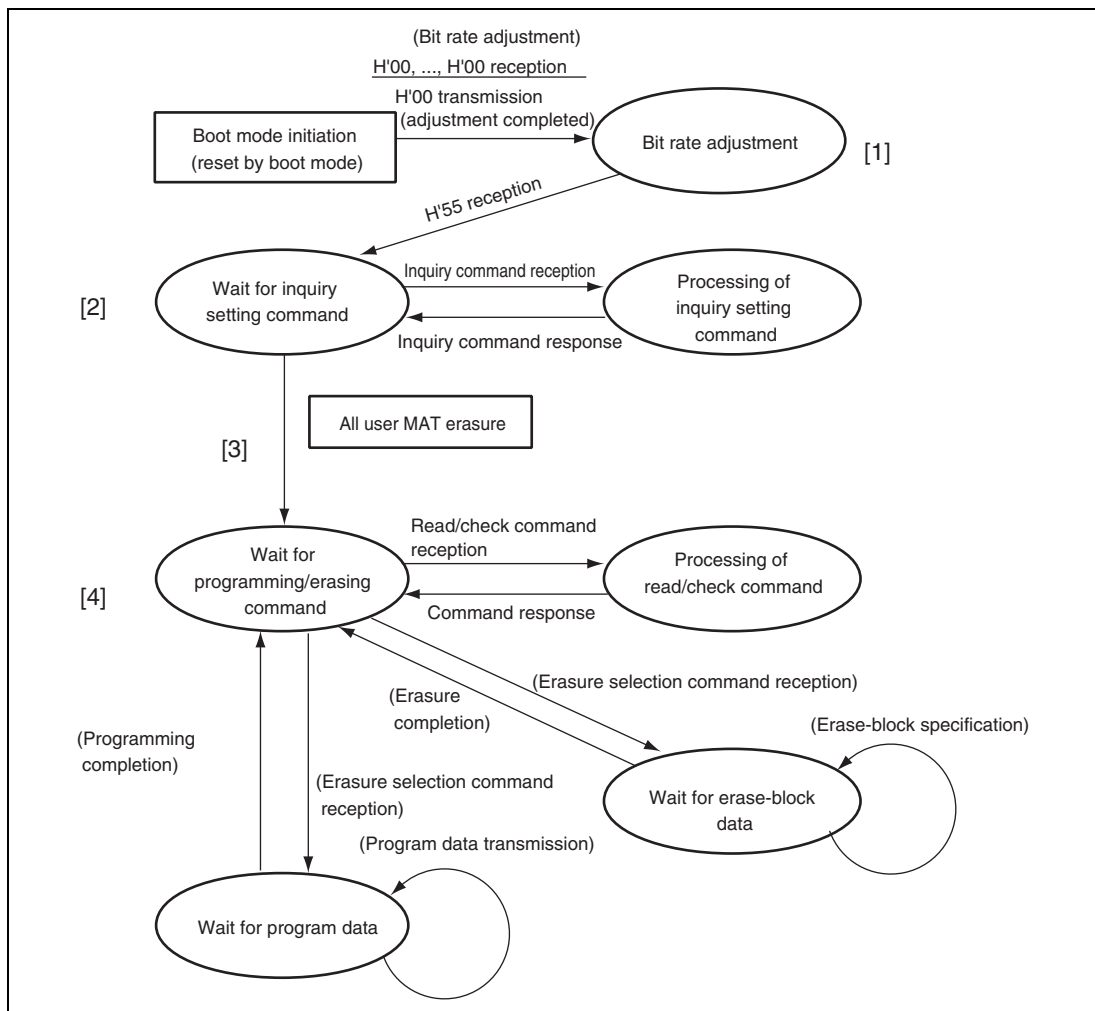 (Bit rate adjustment)
H'00, ..., H'00 reception
H'00 transmission
(adjustment completed)
Boot mode initiation
(reset by boot mode)
Bit rate adjustment
[1]
H'55 reception
[2]
Wait for inquiry
setting command
Inquiry command reception
Inquiry command response
Processing of
inquiry setting
command
All user MAT erasure
[3]
[4]
Wait for
programming/erasing
command
Read/check command
reception
Command response
Processing of
read/check command
(Erasure selection command reception)
(Erasure
completion)
(Erase-block specification)
(Programming
completion)
(Erasure selection command
reception)
Wait for erase-block
data
(Program data transmission)
Wait for program data